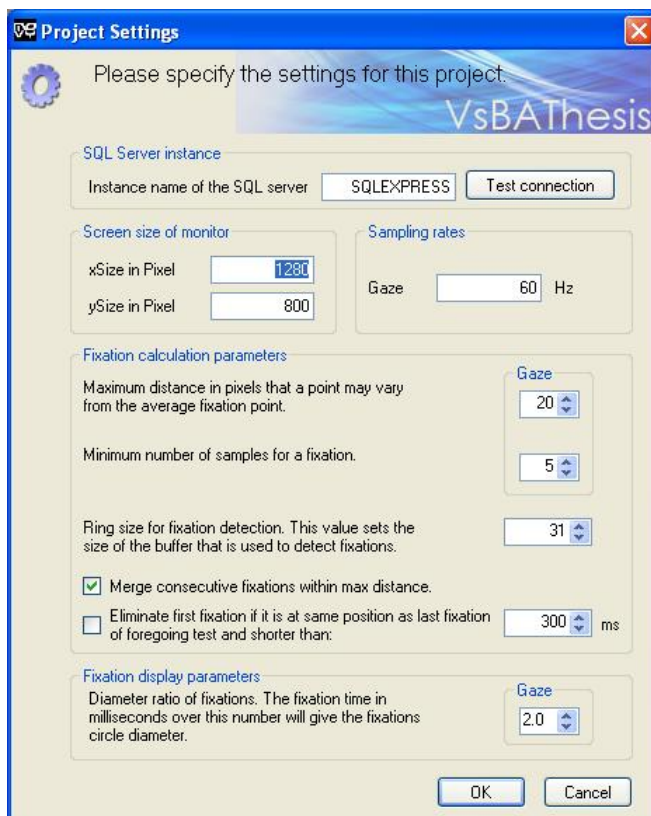 Project Settings
Please specify the settings for this project.
VsBAThesis
SQL Server instance
Instance name of the SQL server SQLEXPRESS Test connection
Screen size of monitor
xSize in Pixel 1280
ySize in Pixel 800
Sampling rates
Gaze 60 Hz
Fixation calculation parameters
Gaze
Maximum distance in pixels that a point may vary
from the average fixation point.
20
Minimum number of samples for a fixation.
5
Ring size for fixation detection. This value sets the
size of the buffer that is used to detect fixations.
31
Merge consecutive fixations within max distance.
Eliminate first fixation if it is at same position as last fixation
of foregoing test and shorter than:
300 ms
Fixation display parameters
Diameter ratio of fixations. The fixation time in
milliseconds over this number will give the fixations
circle diameter.
Gaze
2.0
OK Cancel